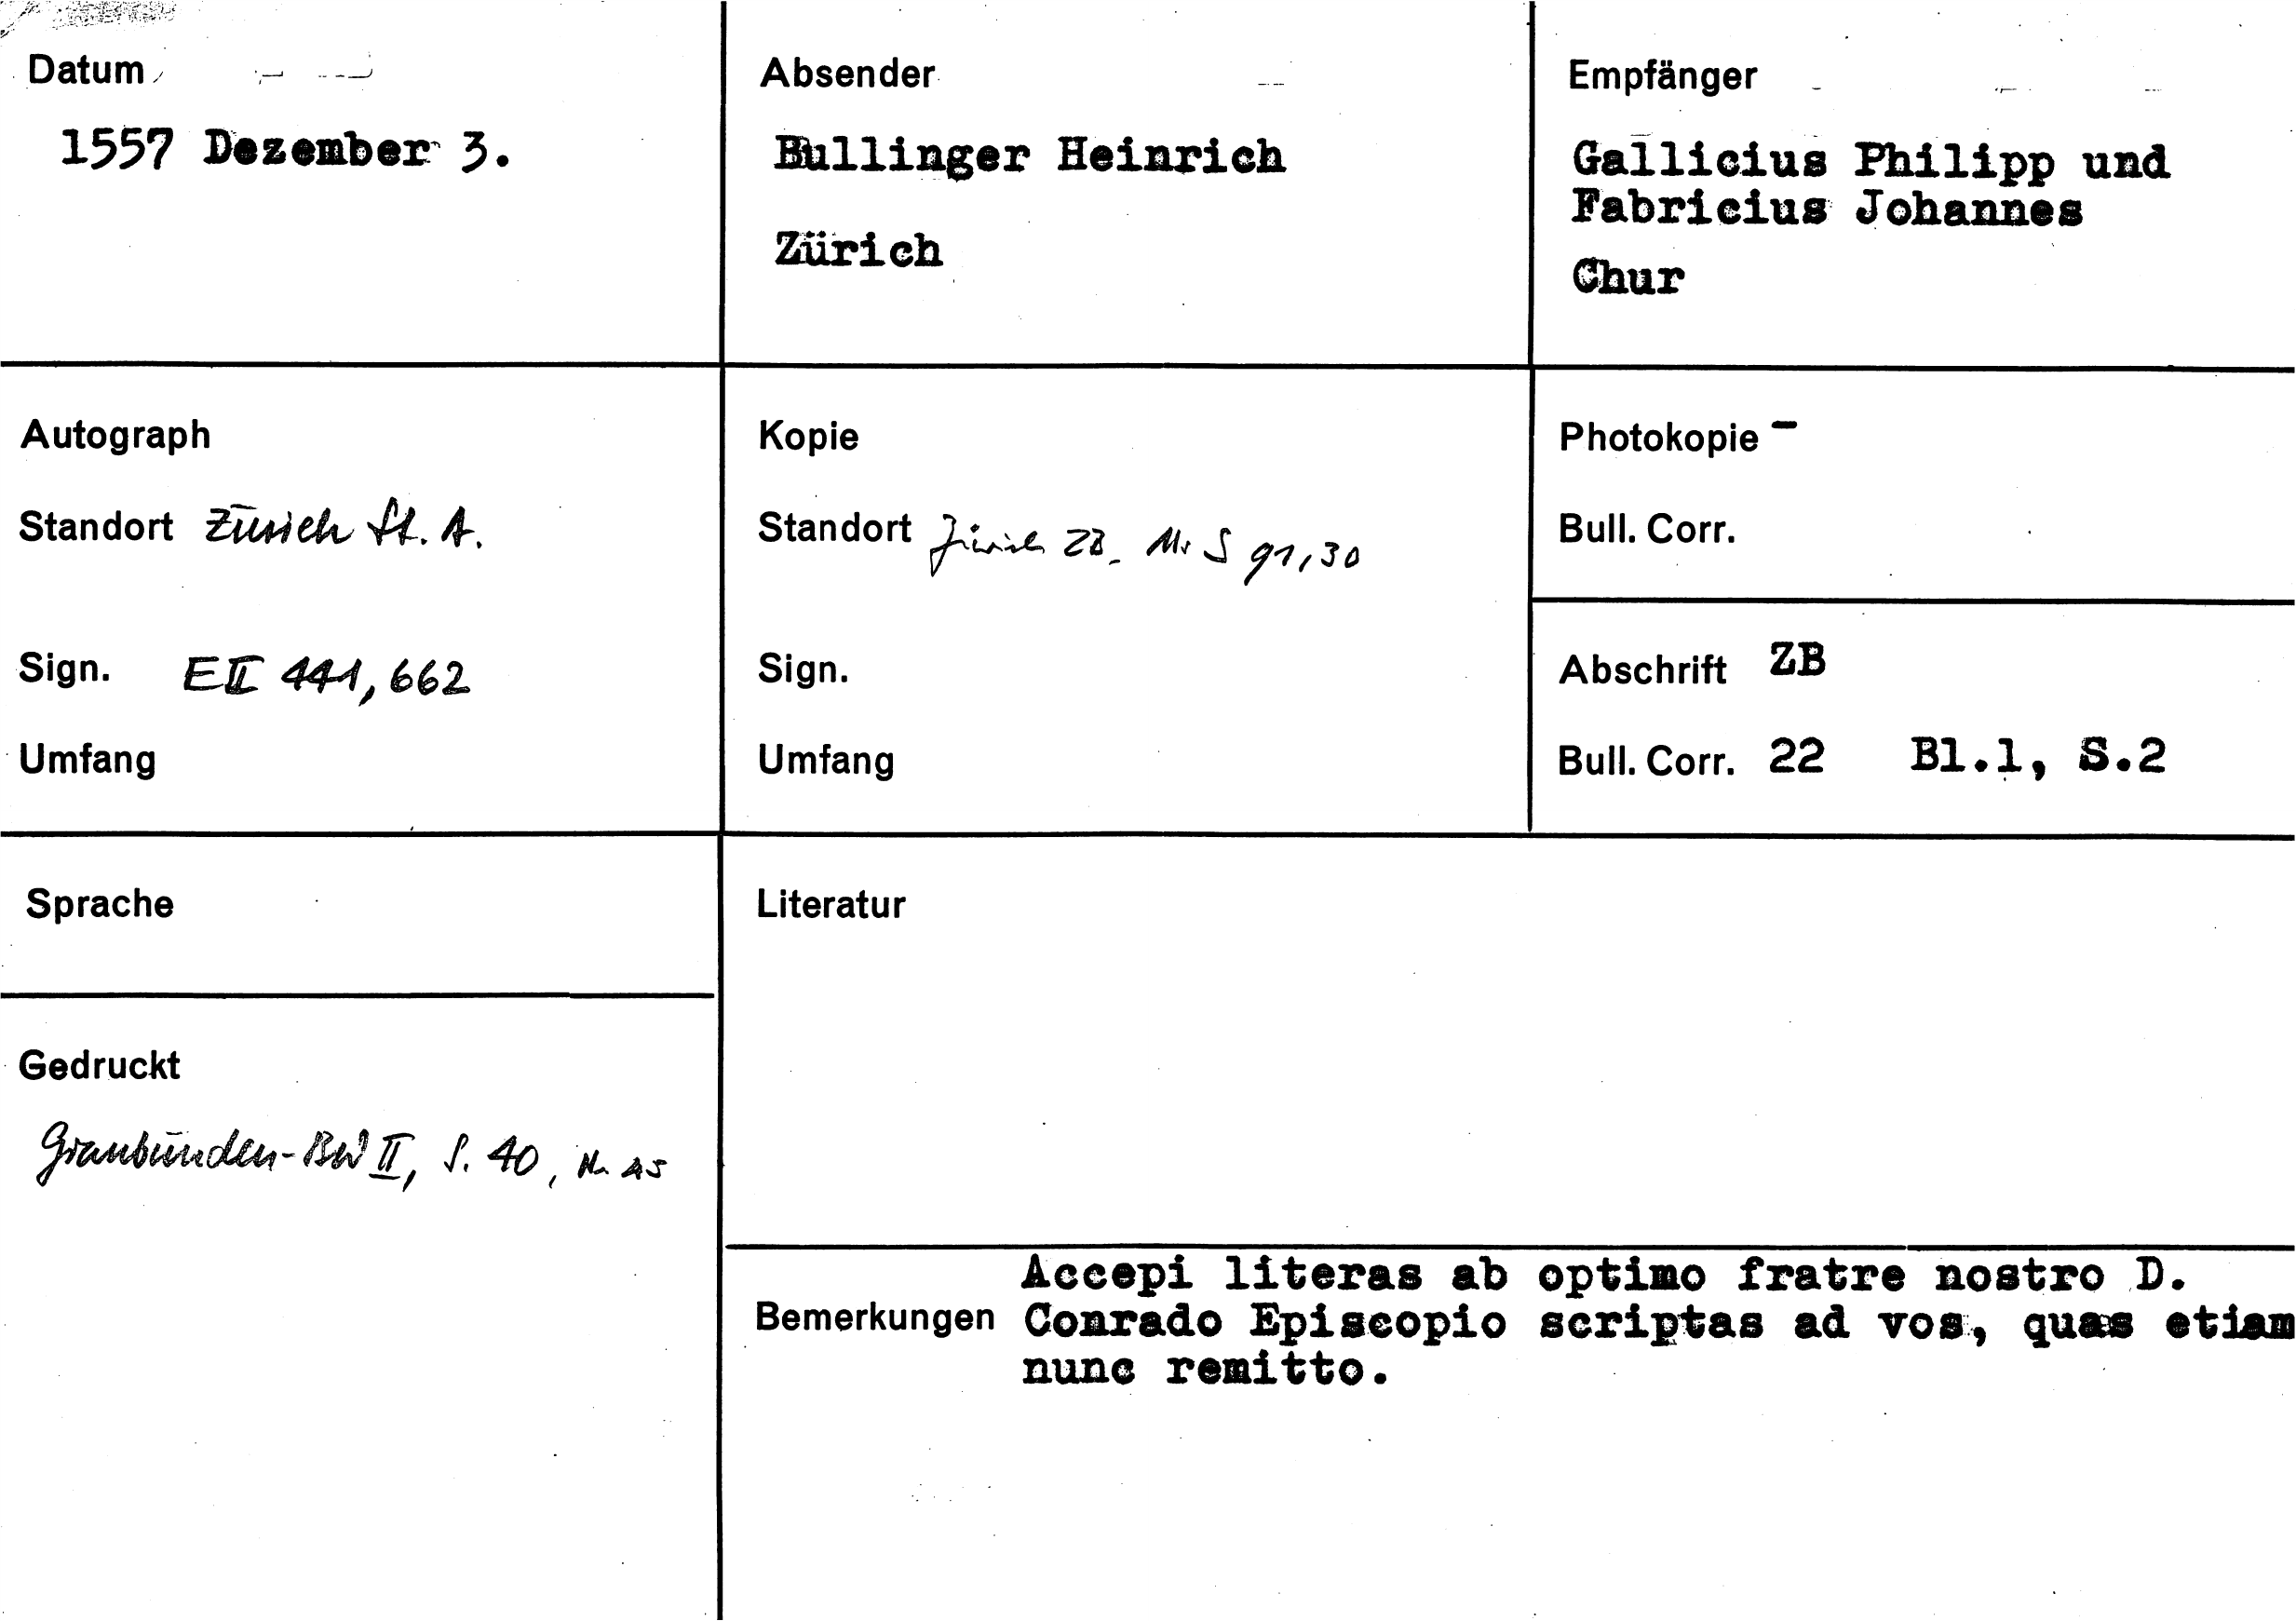 Datum
1557 Dezember 3.
Absender
Bullinger Heinrich
Zürich
Empfänger
Gallicius Philipp und
Fabricius Johannes
Chur
Autograph
Standort Zürich St. A.
Sign. E II 441, 662
Umfang
Kopie
Standort Zürich ZB. Ms S 91, 30
Sign.
Umfang
Photokopie -
Bull. Corr.
Abschrift ZB
Bull. Corr. 22 Bl.1, S.2
Sprache
Gedruckt
Graubünden-BW II, S. 40, Nr. 45
Literatur
Bemerkungen
Accepi literas ab optimo fratre nostro D.
Conrado Episcopio scriptas ad vos, quas etiam
nunc remitto.